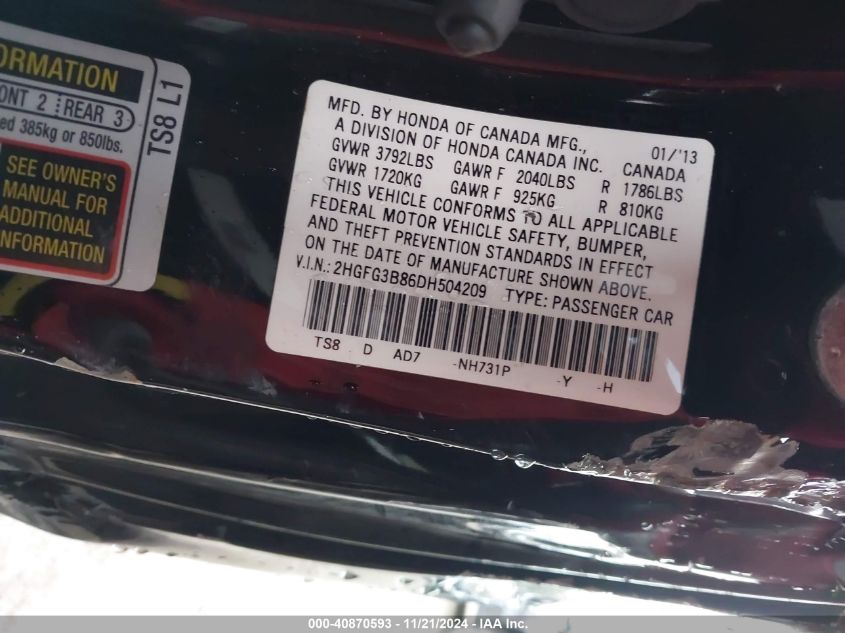 ORMATION
ONT 2 REAR 3
ed 385kg or 850lbs.
SEE OWNER'S
MANUAL FOR
ADDITIONAL
INFORMATION
TS8 L1
MFD. BY HONDA OF CANADA MFG., 01/'13
A DIVISION OF HONDA CANADA INC. CANADA
GVWR 3792LBS GAWR F 2040LBS R 1786LBS
GVWR 1720KG GAWR F 925KG R 810KG
THIS VEHICLE CONFORMS TO ALL APPLICABLE
FEDERAL MOTOR VEHICLE SAFETY, BUMPER,
AND THEFT PREVENTION STANDARDS IN EFFECT
ON THE DATE OF MANUFACTURE SHOWN ABOVE.
V.I.N.: 2HGFG3B86DH504209 TYPE: PASSENGER CAR
TS8 D AD7 -NH731P -Y -H
000-40870593 - 11/21/2024 - IAA Inc.